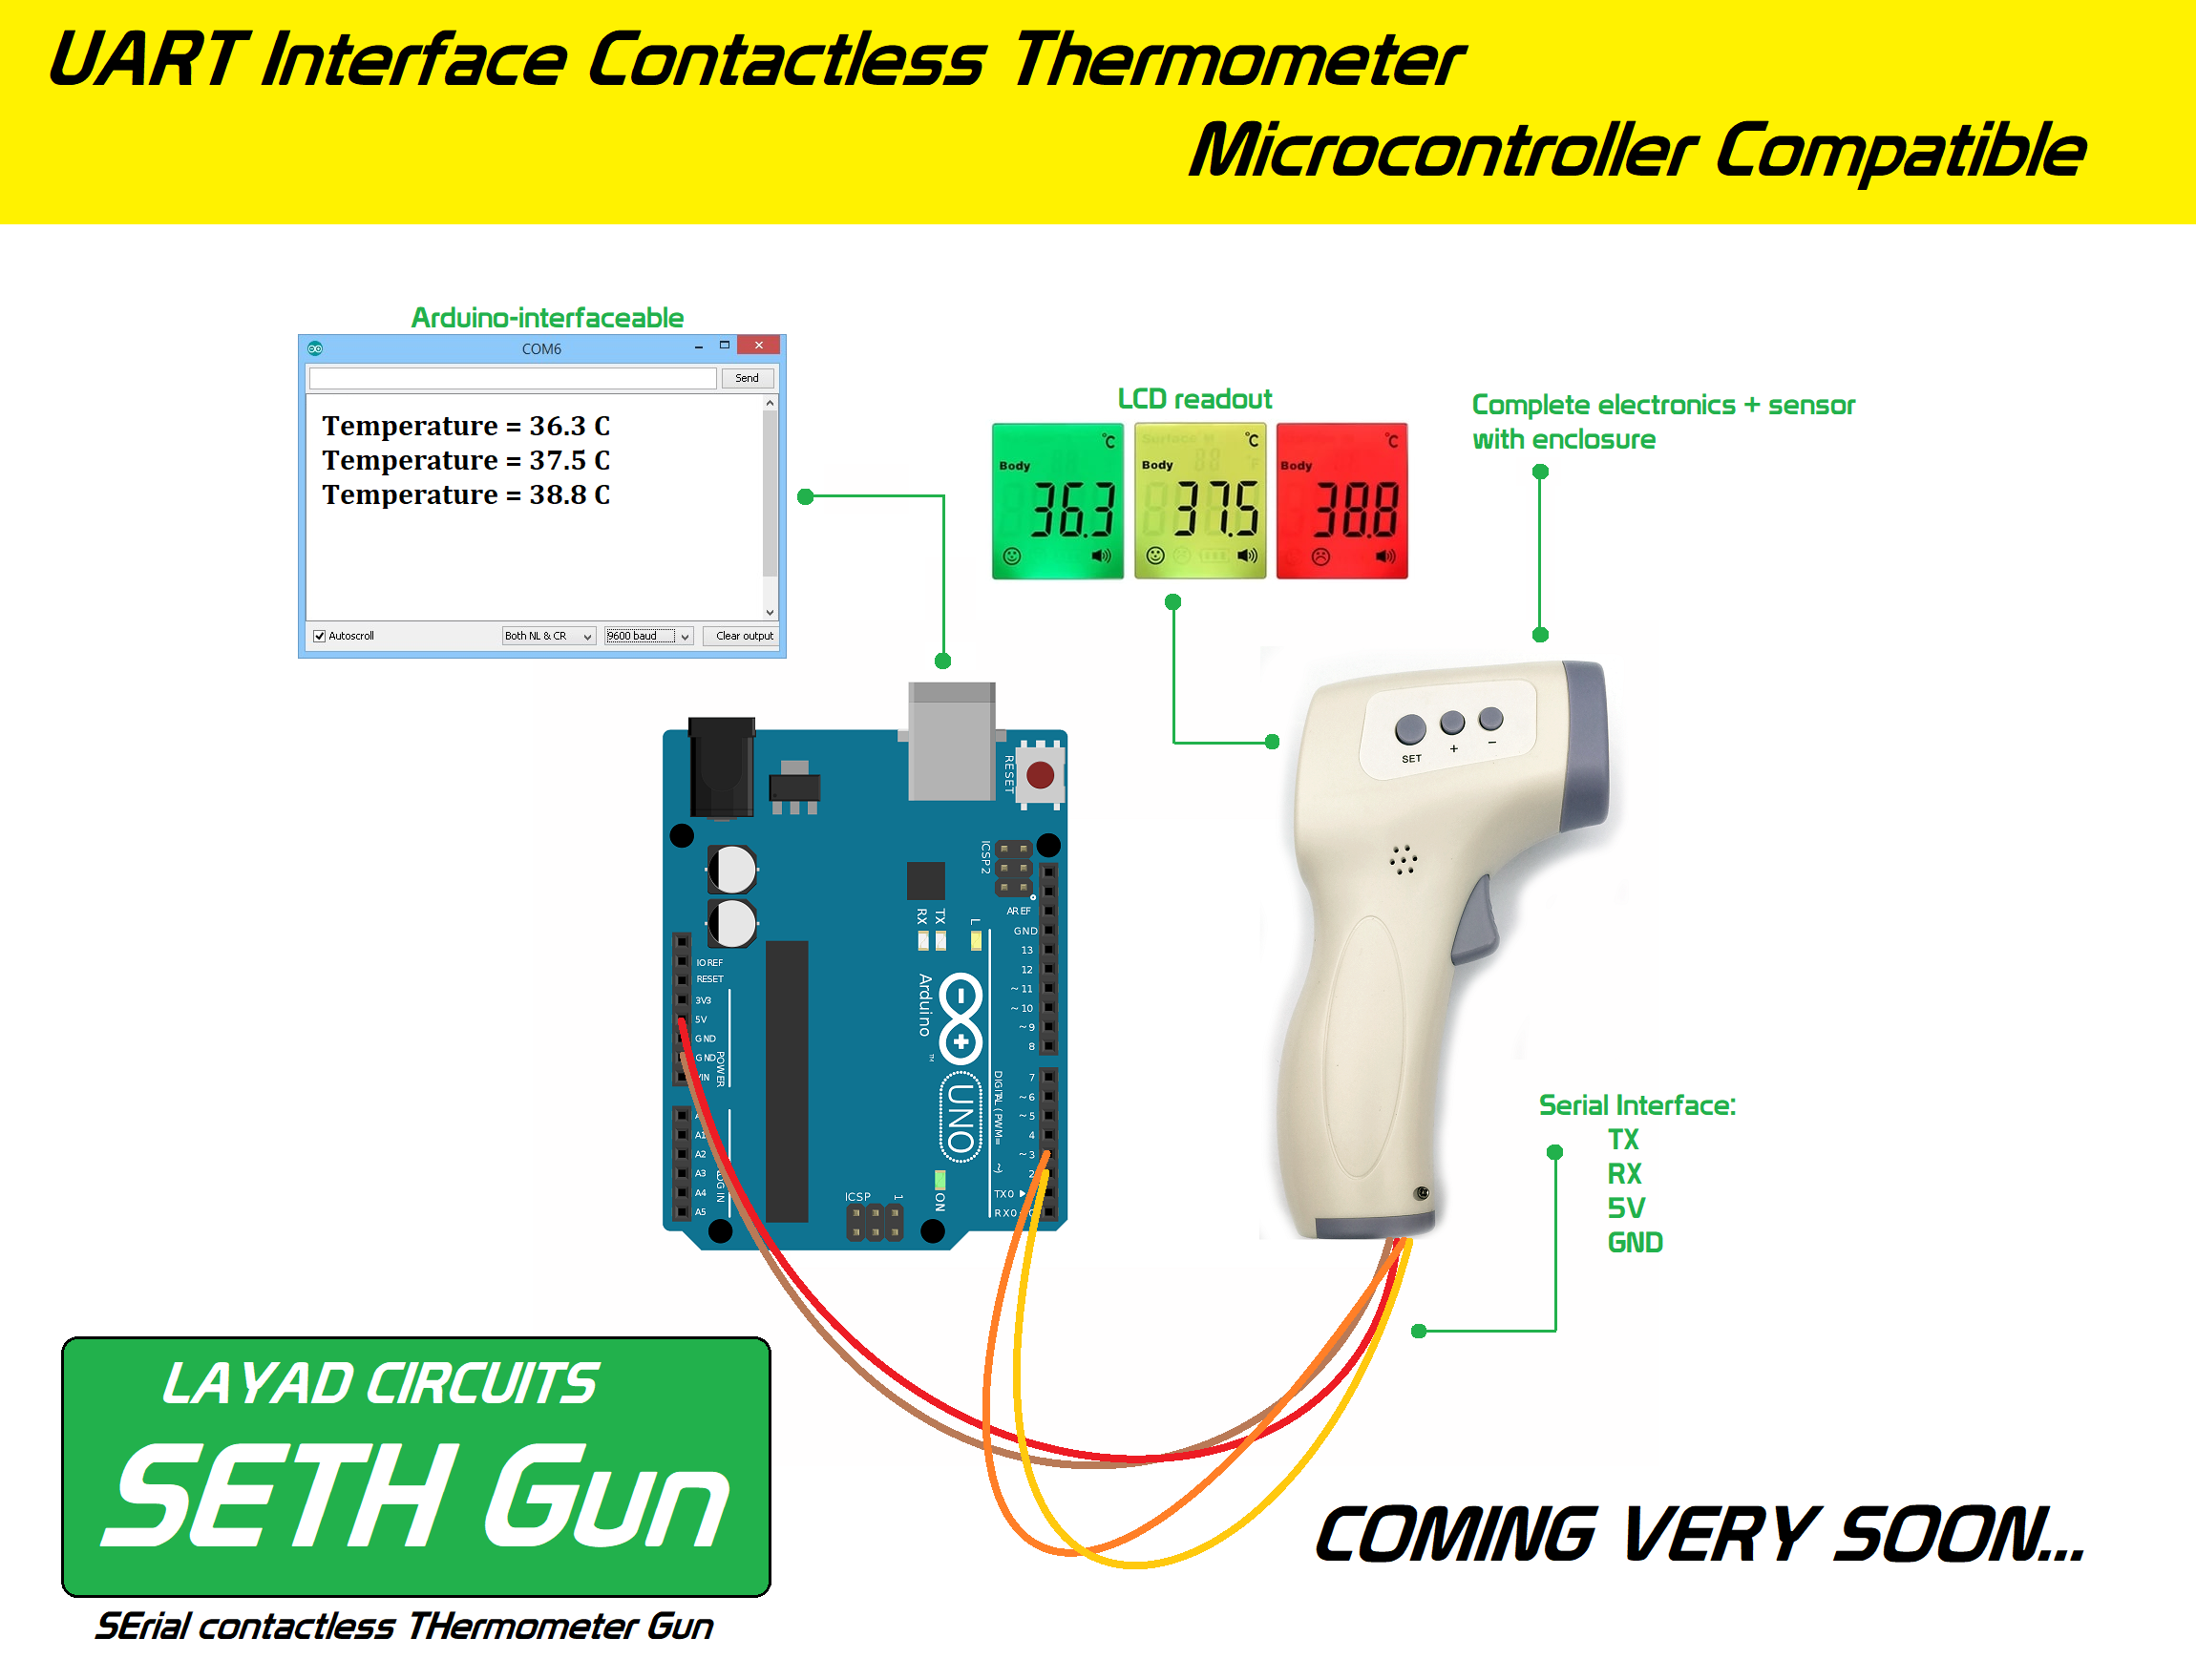 UART Interface Contactless Thermometer
Microcontroller Compatible
Arduino-interfaceable
COM6
Send
Temperature = 36.3 C
Temperature = 37.5 C
Temperature = 38.8 C
Autoscroll
Both NL & CR
9600 baud
Clear output
LCD readout
°C
Body
36.3
°C
Body
37.5
°C
Body
38.8
Complete electronics + sensor
with enclosure
SET
+
-
RESET
ICSP2
AREF
GND
13
12
~11
~10
~9
8
7
~6
~5
4
~3
2
TX0
RX0
RX
TX
L
IOREF
RESET
3V3
5V
GND
GND
VIN
POWER
A1
A2
A3
A4
A5
Arduino
TM
UNO
DIGITAL (PWM= ~)
ICSP
1
ON
Serial Interface:
TX
RX
5V
GND
LAYAD CIRCUITS
SETH Gun
SErial contactless THermometer Gun
COMING VERY SOON...